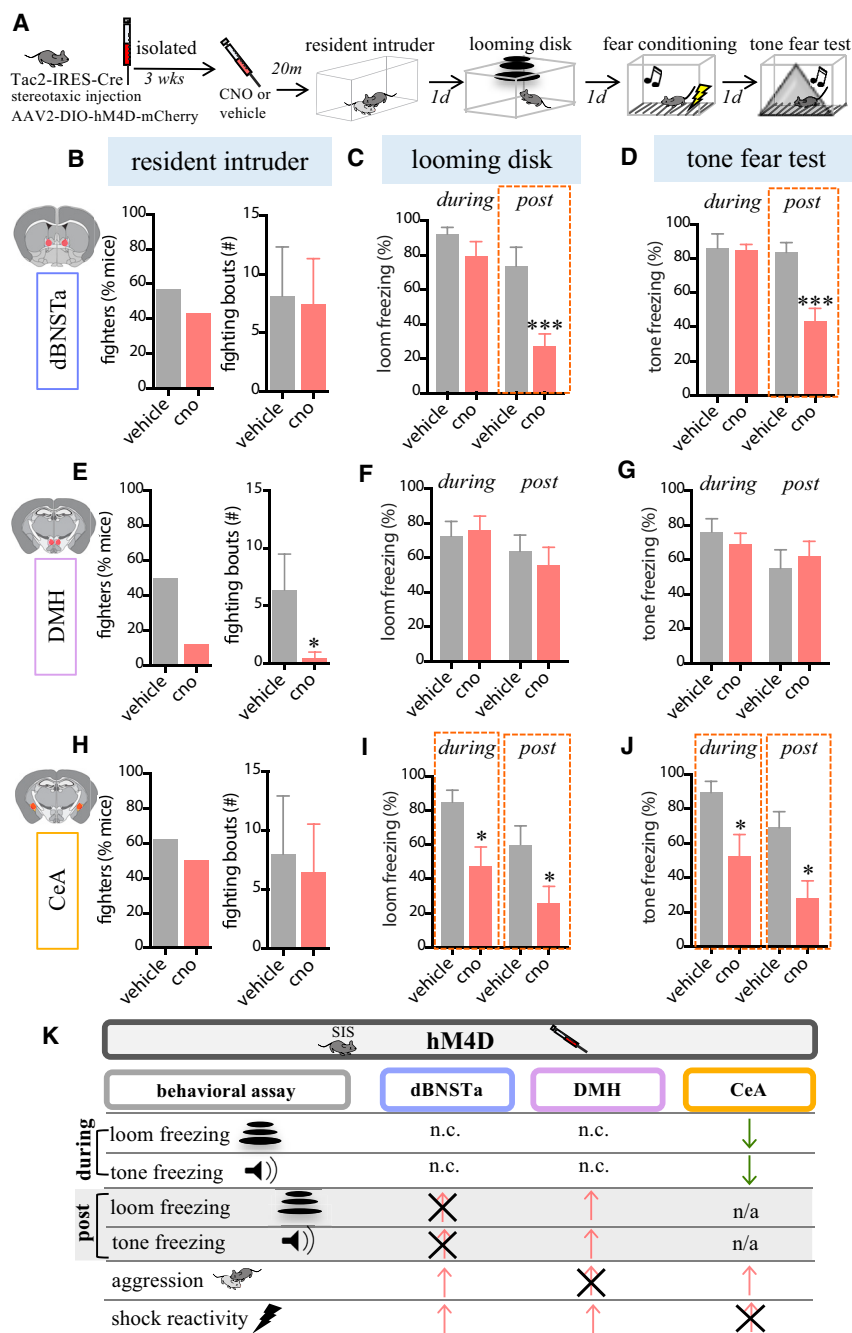 A
isolated
3 wks
Tac2-IRES-Cre
stereotaxic injection
AAV2-DIO-hM4D-mCherry
CNO or
vehicle
20m
resident intruder
1d
looming disk
1d
fear conditioning
1d
tone fear test
B resident intruder
C looming disk
D tone fear test
dBNSTa
fighters (% mice)
100
80
60
40
20
0
vehicle
cno
fighting bouts (#)
15
10
5
0
vehicle
cno
during post
loom freezing (%)
100
80
60
40
20
0
***
vehicle
cno
vehicle
cno
during post
tone freezing (%)
100
80
60
40
20
0
***
vehicle
cno
vehicle
cno
E
DMH
fighters (% mice)
100
80
60
40
20
0
vehicle
cno
fighting bouts (#)
15
10
5
0
*
vehicle
cno
F
during post
loom freezing (%)
100
80
60
40
20
0
vehicle
cno
vehicle
cno
G
during post
tone freezing (%)
100
80
60
40
20
0
vehicle
cno
vehicle
cno
H
CeA
fighters (% mice)
100
80
60
40
20
0
vehicle
cno
fighting bouts (#)
15
10
5
0
vehicle
cno
I
during post
loom freezing (%)
100
80
60
40
20
0
*
*
vehicle
cno
vehicle
cno
J
during post
tone freezing (%)
100
80
60
40
20
0
*
*
vehicle
cno
vehicle
cno
K
SIS
hM4D
behavioral assay dBNSTa DMH CeA
during
loom freezing n.c. n.c. ↓
tone freezing n.c. n.c. ↓
post
loom freezing ↑ ↑ n/a
tone freezing ↑ ↑ n/a
aggression ↑ ↑ ↑
shock reactivity ↑ ↑ ↑